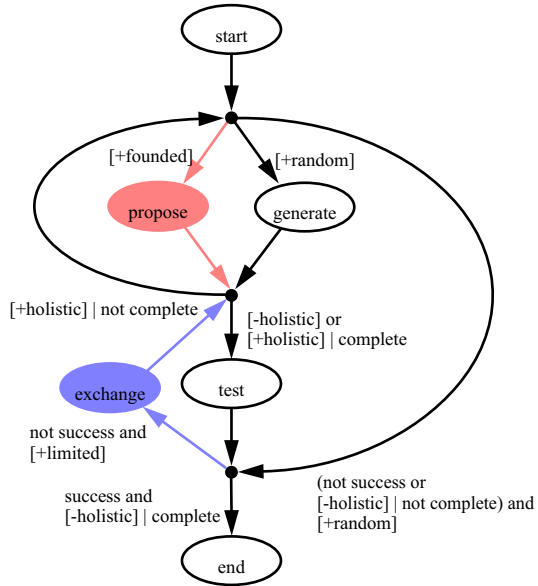 start
[+founded]
[+random]
propose
generate
[+holistic] | not complete
[-holistic] or
[+holistic] | complete
exchange
test
not success and
[+limited]
success and
[-holistic] | complete
(not success or
[-holistic] | not complete) and
[+random]
end